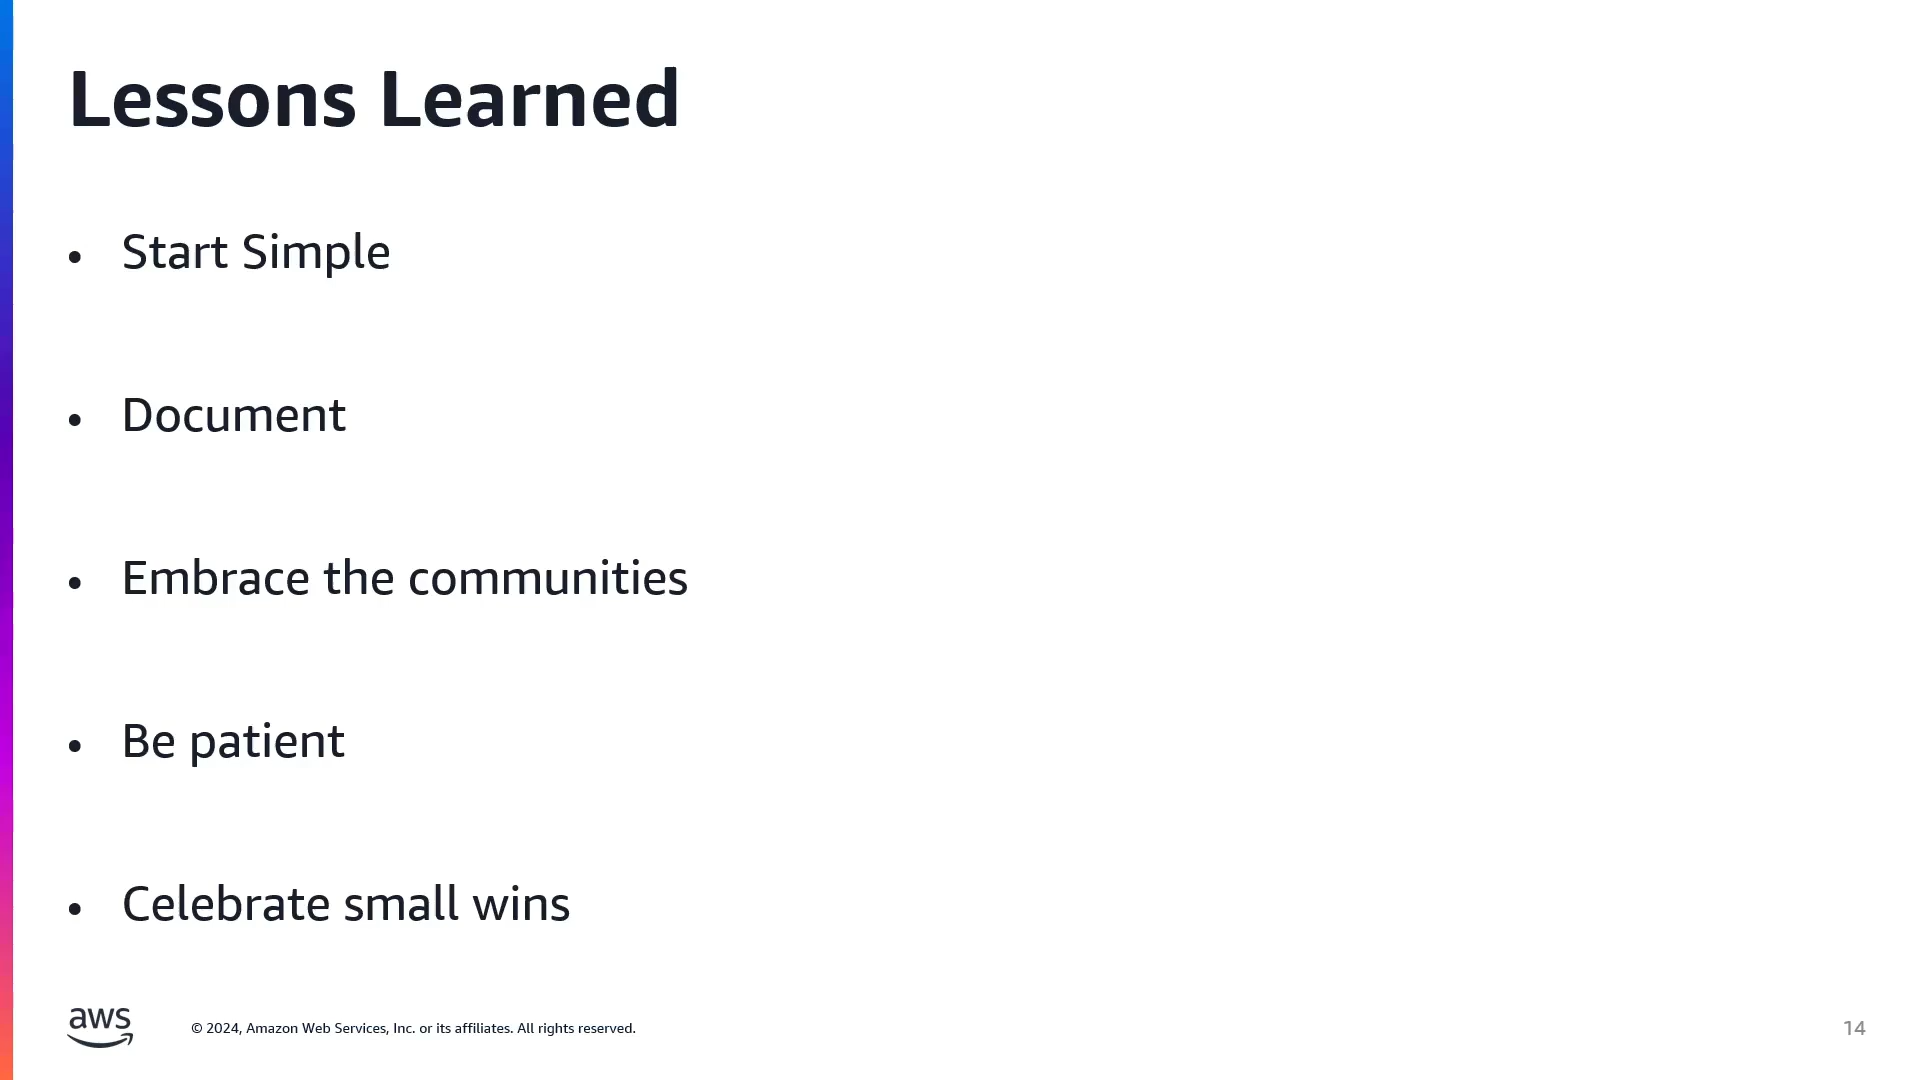 Lessons Learned
• Start Simple
• Document
• Embrace the communities
• Be patient
• Celebrate small wins
aws
© 2024, Amazon Web Services, Inc. or its affiliates. All rights reserved.
14